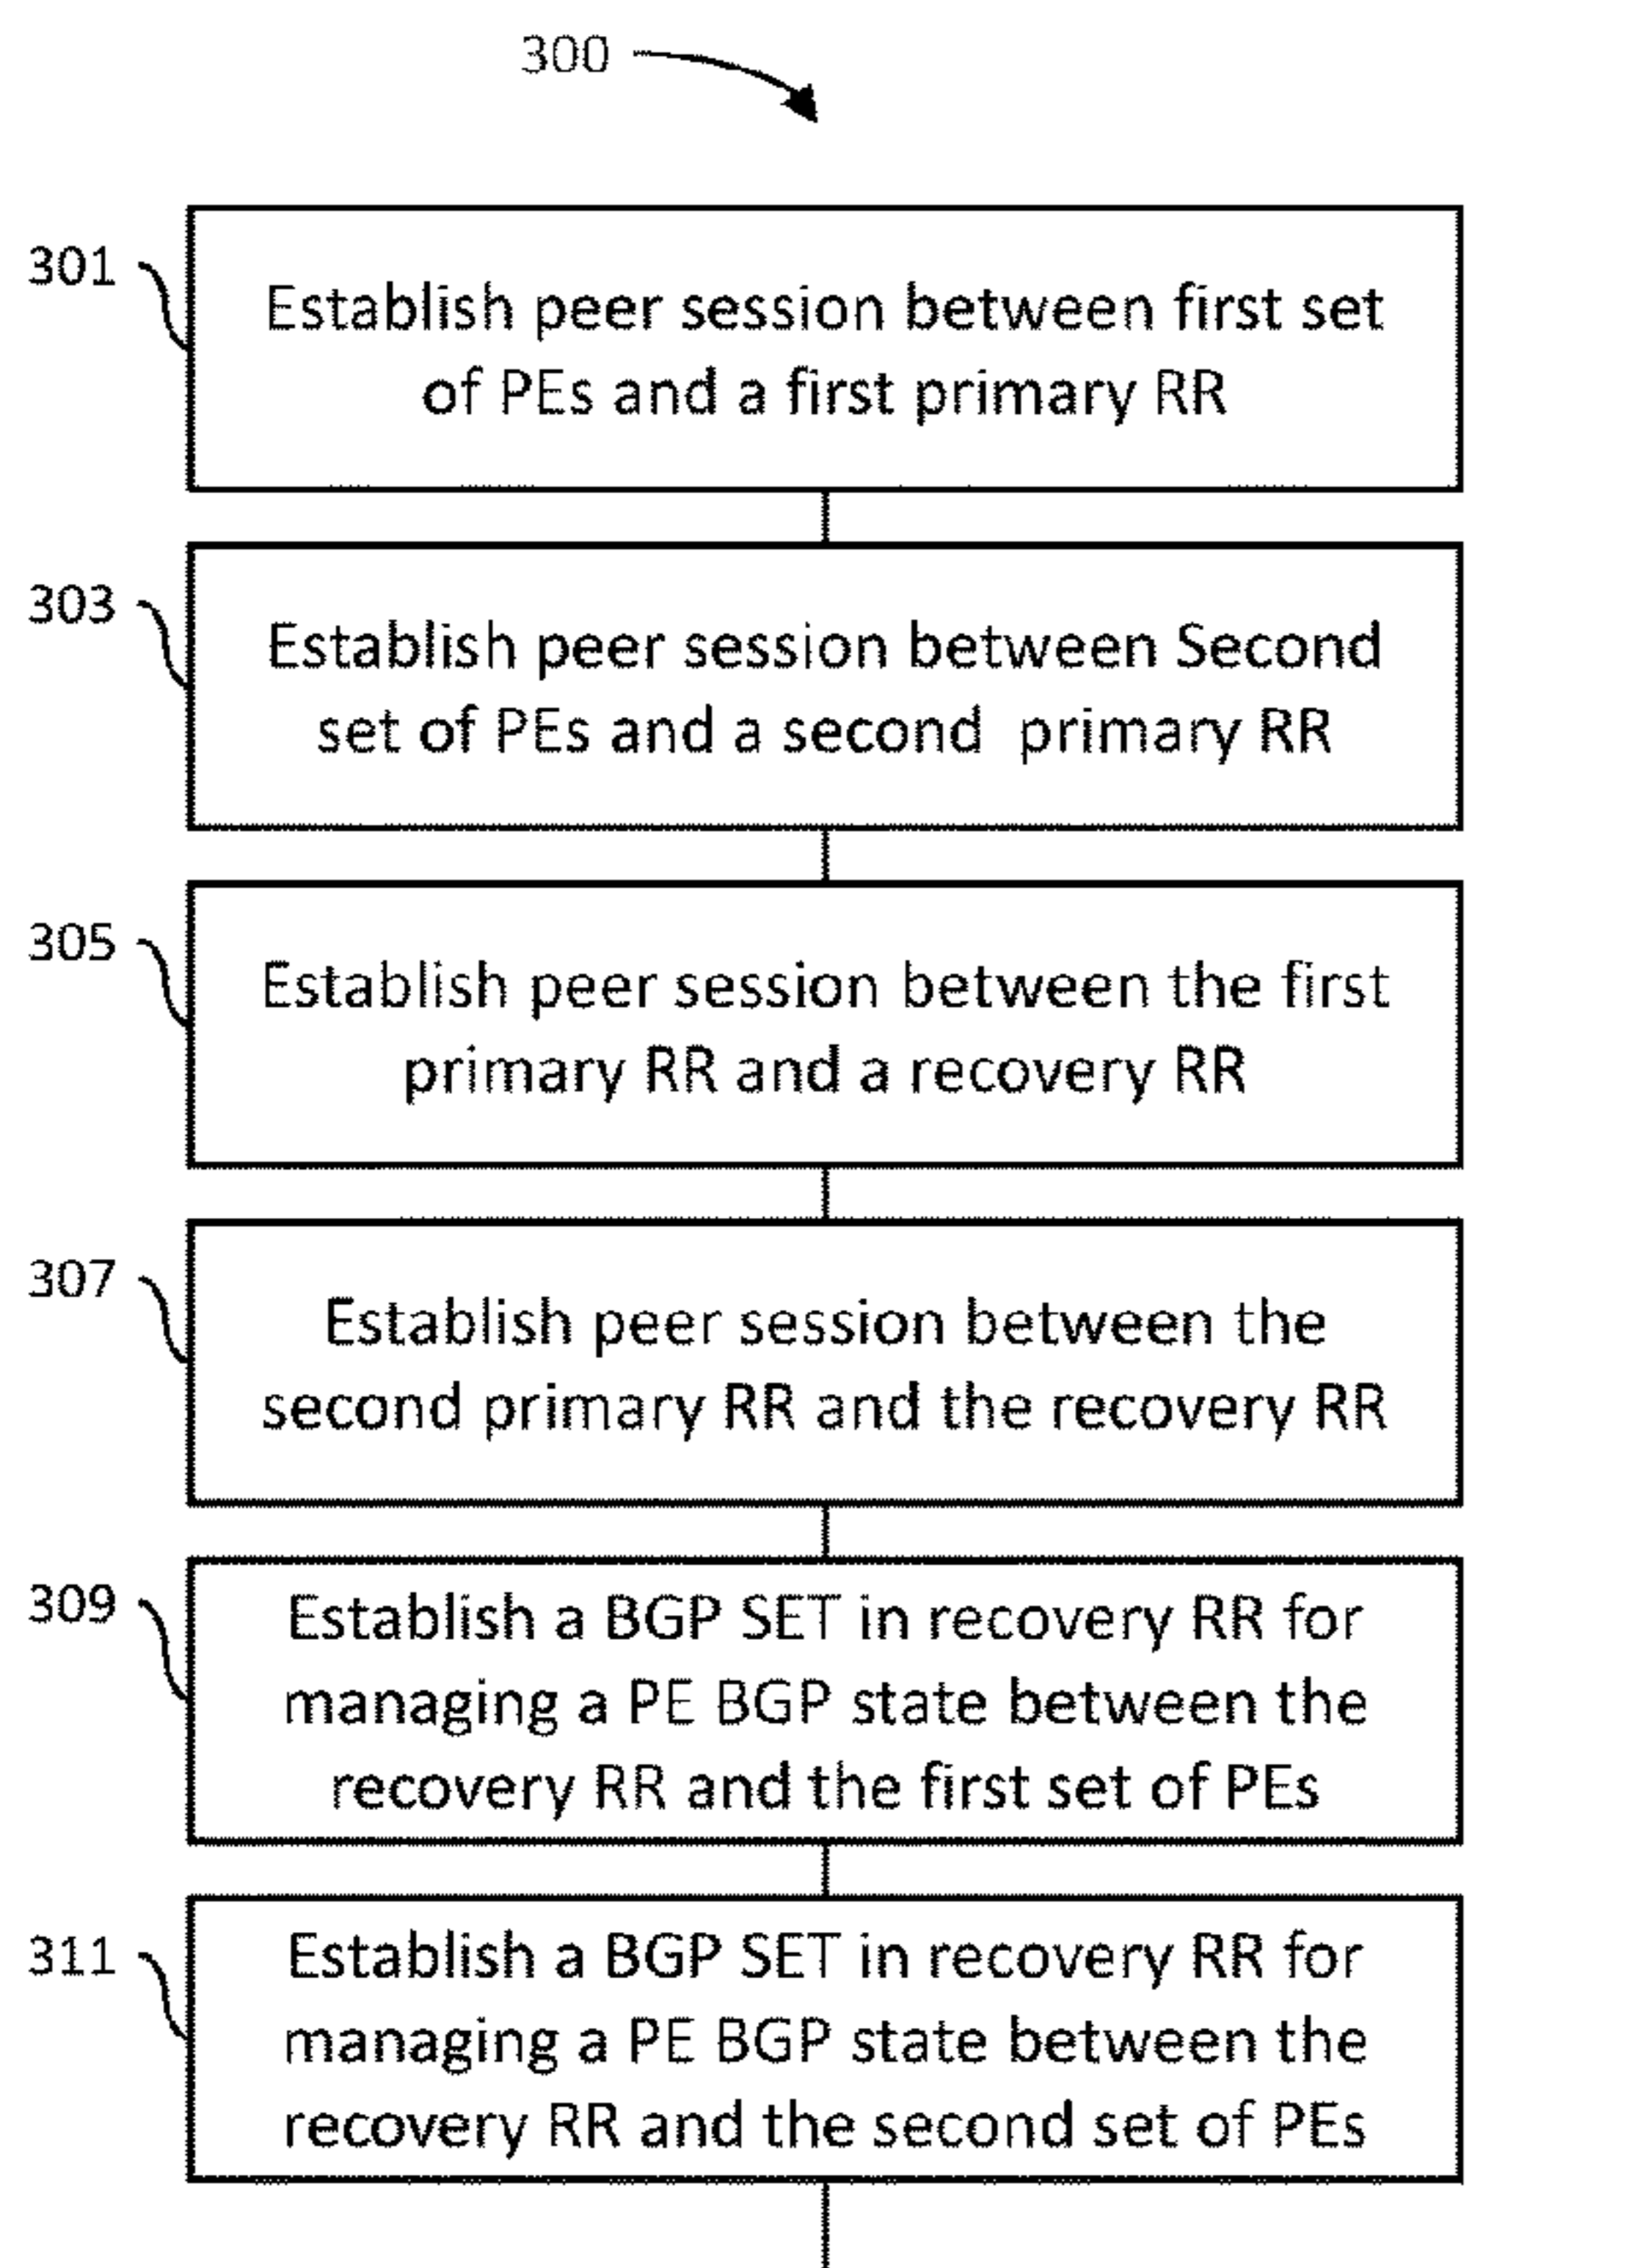 300
301
Establish peer session between first set
of PEs and a first primary RR
303
Establish peer session between Second
set of PEs and a second primary RR
305
Establish peer session between the first
primary RR and a recovery RR
307
Establish peer session between the
second primary RR and the recovery RR
309
Establish a BGP SET in recovery RR for
managing a PE BGP state between the
recovery RR and the first set of PEs
311
Establish a BGP SET in recovery RR for
managing a PE BGP state between the
recovery RR and the second set of PEs